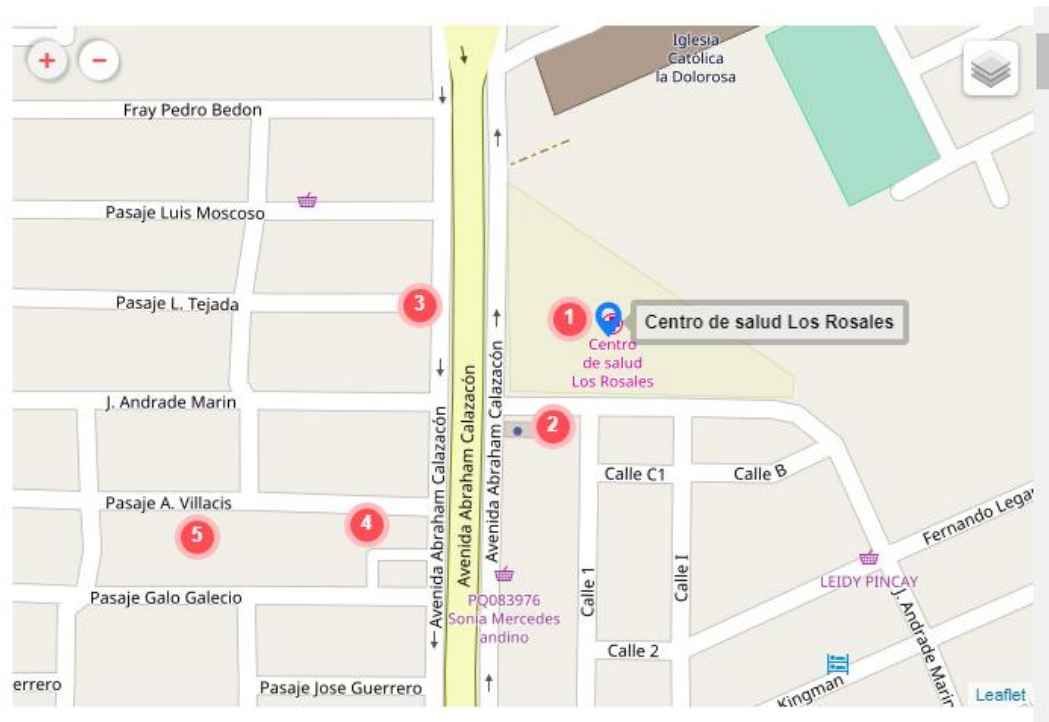 +
−
Iglesia
Católica
la Dolorosa
Fray Pedro Bedon
Pasaje Luis Moscoso
Pasaje L. Tejada
3
1
Centro de salud Los Rosales
Centro
de salud
Los Rosales
J. Andrade Marin
Avenida Abraham Calazacón
Avenida Abraham Calazacón
Avenida Abraham Calazacón
2
Calle C1
Calle B
Pasaje A. Villacis
4
5
Fernando Legar
LEIDY PINCAY
Calle 1
Calle I
Pasaje Galo Galecio
PQ083976
Sonia Mercedes
andino
J. Andrade Marin
Calle 2
errero
Pasaje Jose Guerrero
Kingman
Leaflet